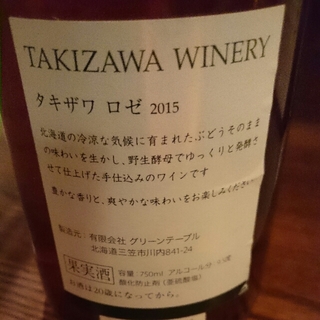 TAKIZAWA WINERY
タキザワ ロゼ 2015
北海道の冷涼な気候に育まれたぶどうそのまま
の味わいを生かし、野生酵母でゆっくりと発酵さ
せて仕上げた手仕込みのワインです
豊かな香りと、爽やかな味わいをお楽しみください
製造元：有限会社 グリーンテーブル
北海道三笠市川内841-24
果実酒
容量：750ml アルコール分
酸化防止剤（亜硫酸塩）
お酒は20歳になってから。